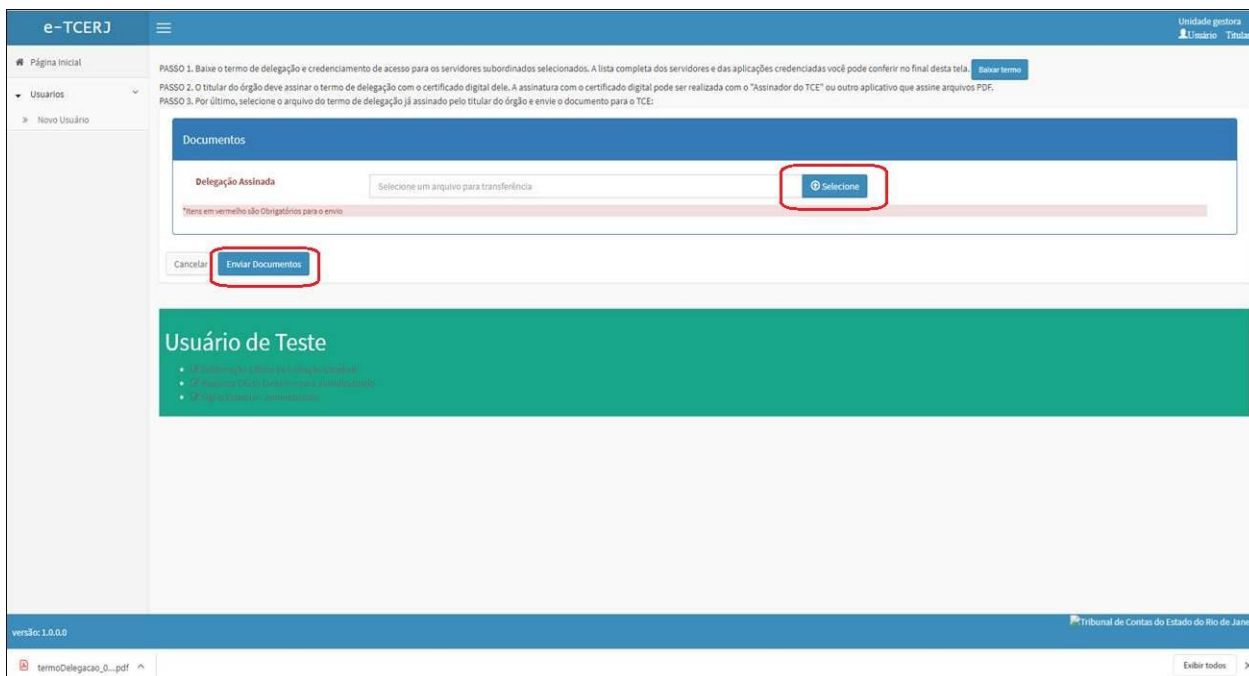 e-TCERJ
Unidade gestora
Usuário Titular
Página Inicial
Usuarios
Novo Usuário
PASSO 1. Baixe o termo de delegação e credenciamento de acesso para os servidores subordinados selecionados. A lista completa dos servidores e das aplicações credenciadas você pode conferir no final desta tela. Baixar termo
PASSO 2. O titular do órgão deve assinar o termo de delegação com o certificado digital dele. A assinatura com o certificado digital pode ser realizada com o "Assinador do TCE" ou outro aplicativo que assine arquivos PDF.
PASSO 3. Por último, selecione o arquivo do termo de delegação já assinado pelo titular do órgão e envie o documento para o TCE:
Documentos
Delegação Assinada
Selecione um arquivo para transferência
Selecione
*Itens em vermelho são Obrigatórios para o envio
Cancelar
Enviar Documentos
Usuário de Teste
versão: 1.0.0.0
Tribunal de Contas do Estado do Rio de Jane
termoDelegacao_0....pdf
Exibir todos